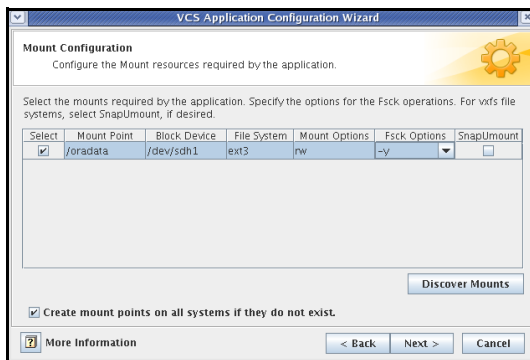 VCS Application Configuration Wizard
Mount Configuration
Configure the Mount resources required by the application.
Select the mounts required by the application. Specify the options for the Fsck operations. For vxfs file
systems, select SnapUmount, if desired.
Select Mount Point Block Device File System Mount Options Fsck Options SnapUmount
/oradata /dev/sdh1 ext3 rw -y
Discover Mounts
Create mount points on all systems if they do not exist.
? More Information < Back Next > Cancel